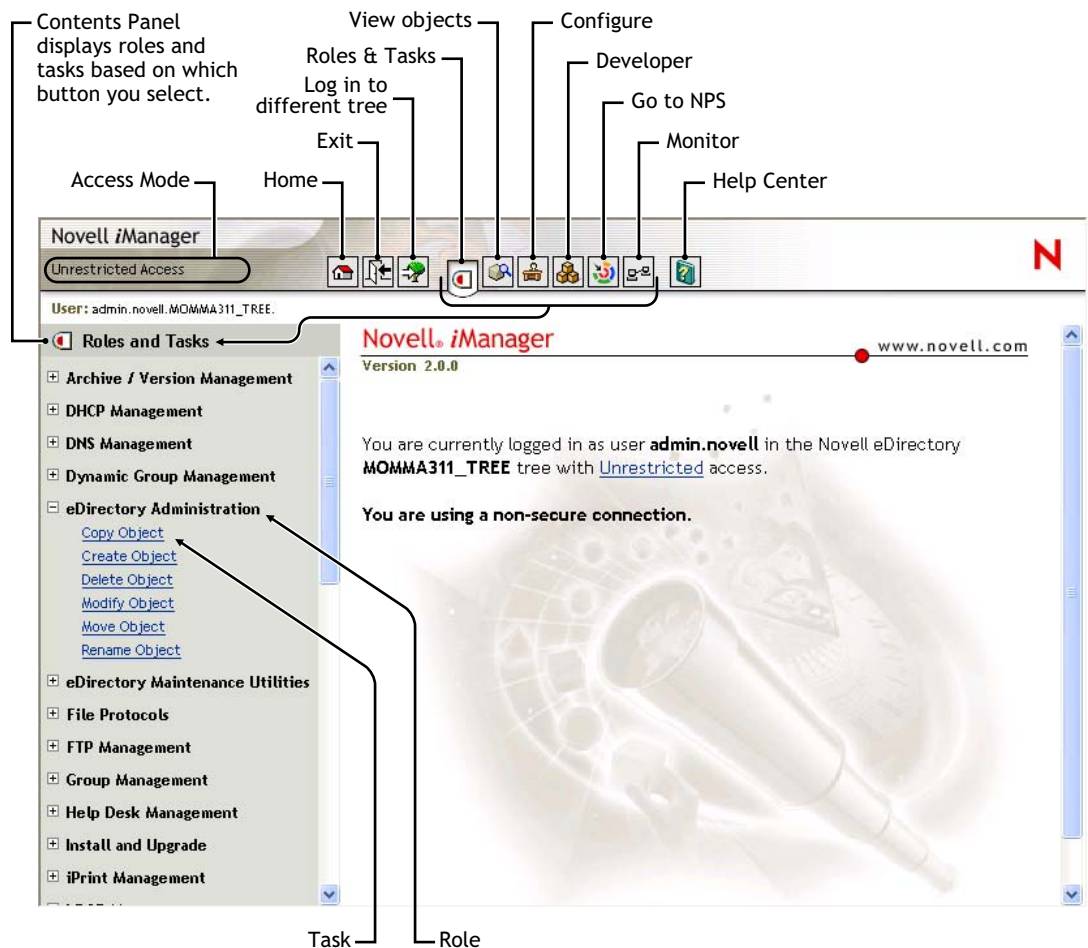 Contents Panel
displays roles and
tasks based on which
button you select.
View objects
Configure
Roles & Tasks
Developer
Log in to
different tree
Go to NPS
Exit
Monitor
Access Mode
Home
Help Center
Novell iManager
Unrestricted Access
N
User: admin.novell.MOMMA311_TREE.
Roles and Tasks
Archive / Version Management
DHCP Management
DNS Management
Dynamic Group Management
eDirectory Administration
Copy Object
Create Object
Delete Object
Modify Object
Move Object
Rename Object
eDirectory Maintenance Utilities
File Protocols
FTP Management
Group Management
Help Desk Management
Install and Upgrade
iPrint Management
Novell® iManager
www.novell.com
Version 2.0.0
You are currently logged in as user admin.novell in the Novell eDirectory
MOMMA311_TREE tree with Unrestricted access.
You are using a non-secure connection.
Task
Role